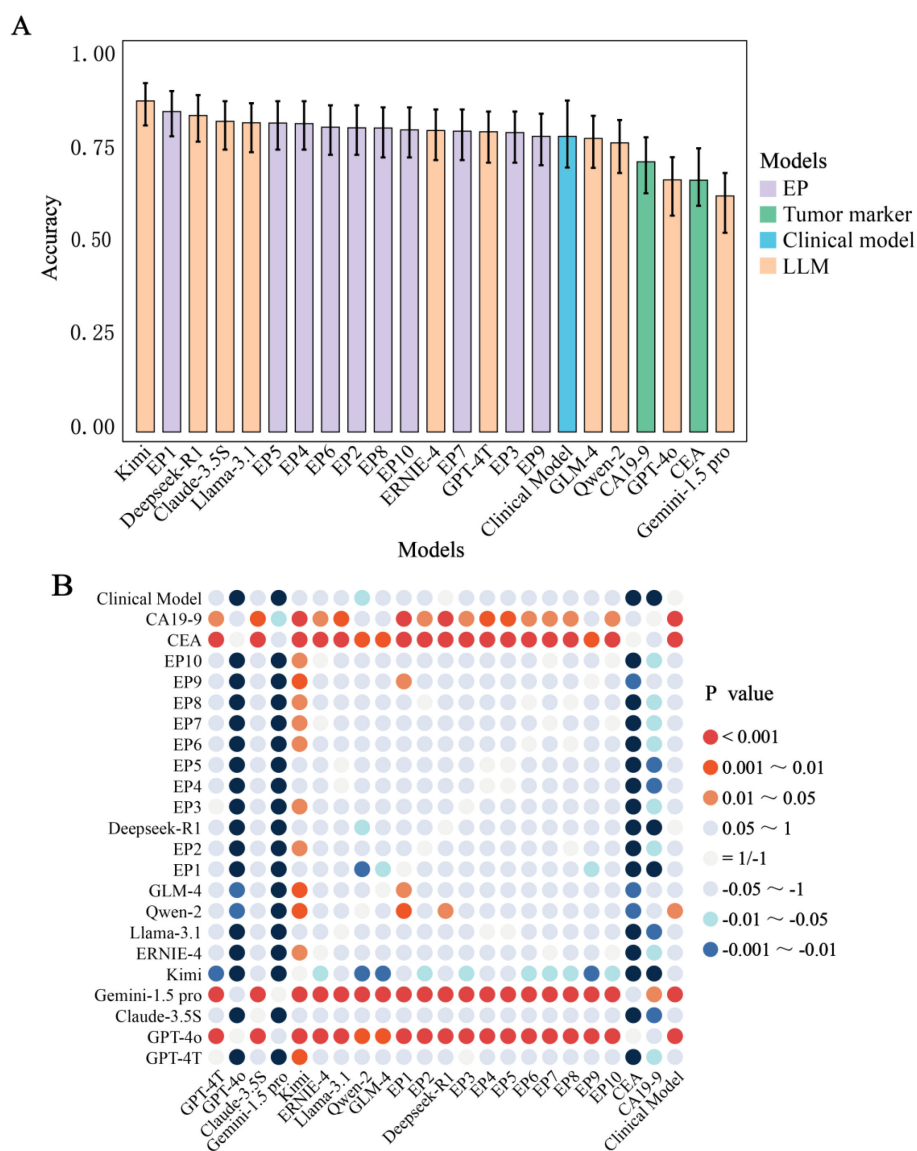 A
1.00
0.75
0.50
0.25
0.00
Accuracy
Kimi
EP1
Deepseek-R1
Claude-3.5S
Llama-3.1
EP5
EP4
EP6
EP2
EP8
EP10
ERNIE-4
EP7
GPT-4T
EP3
EP9
Clinical Model
GLM-4
Qwen-2
CA19-9
GPT-4o
CEA
Gemini-1.5 pro
Models
Models
EP
Tumor marker
Clinical model
LLM
B
Clinical Model
CA19-9
CEA
EP10
EP9
EP8
EP7
EP6
EP5
EP4
EP3
Deepseek-R1
EP2
EP1
GLM-4
Qwen-2
Llama-3.1
ERNIE-4
Kimi
Gemini-1.5 pro
Claude-3.5S
GPT-4o
GPT-4T
GPT-4T
GPT-4o
Claude-3.5S
Gemini-1.5 pro
Kimi
ERNIE-4
Llama-3.1
Qwen-2
GLM-4
EP1
EP2
Deepseek-R1
EP3
EP4
EP5
EP6
EP7
EP8
EP9
EP10
CEA
CA19-9
Clinical Model
P value
< 0.001
0.001 ~ 0.01
0.01 ~ 0.05
0.05 ~ 1
= 1/-1
-0.05 ~ -1
-0.01 ~ -0.05
-0.001 ~ -0.01